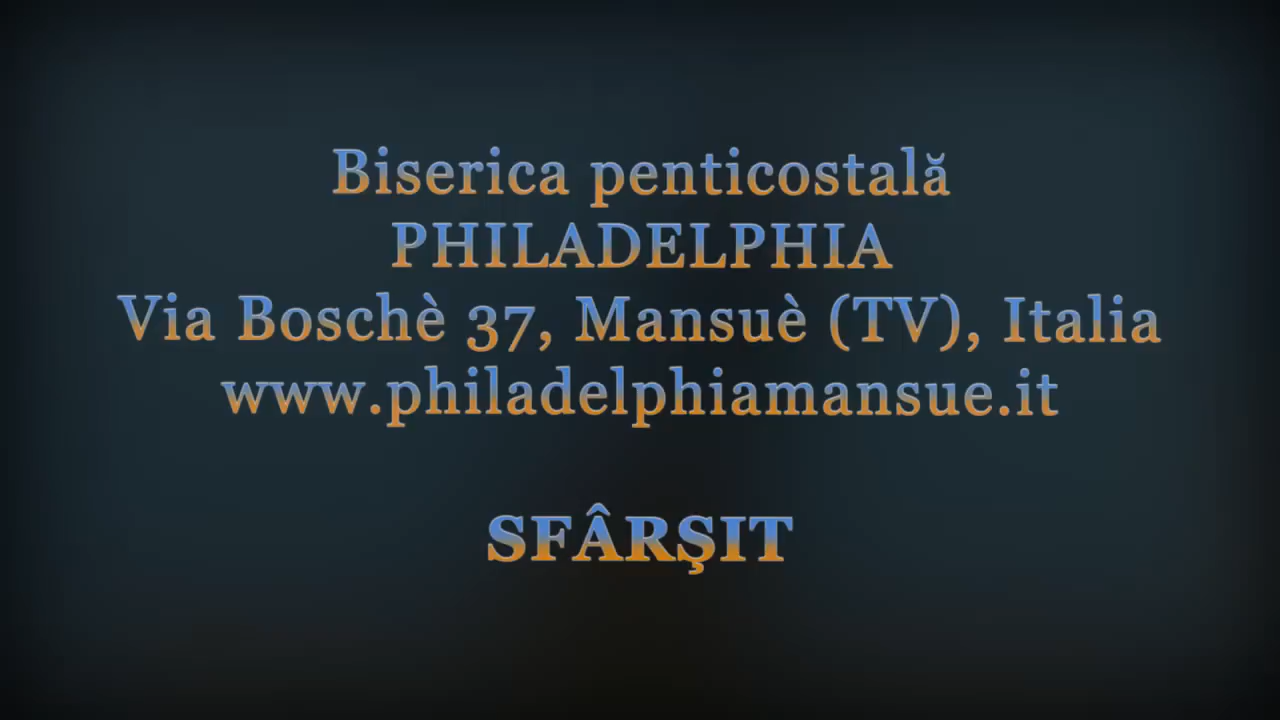 Biserica penticostală
PHILADELPHIA
Via Boschè 37, Mansuè (TV), Italia
www.philadelphiamansue.it
SFÂRŞIT